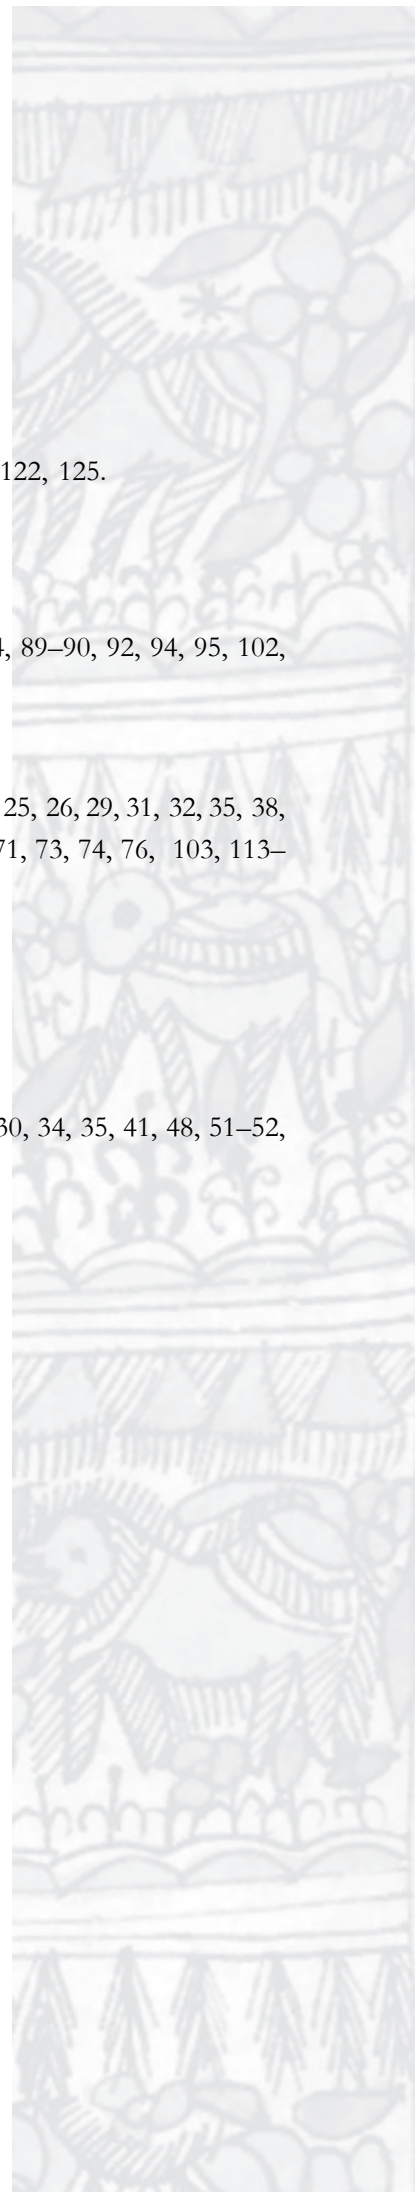 122, 125.
89–90, 92, 94, 95, 102,
25, 26, 29, 31, 32, 35, 38,
71, 73, 74, 76, 103, 113–
30, 34, 35, 41, 48, 51–52,